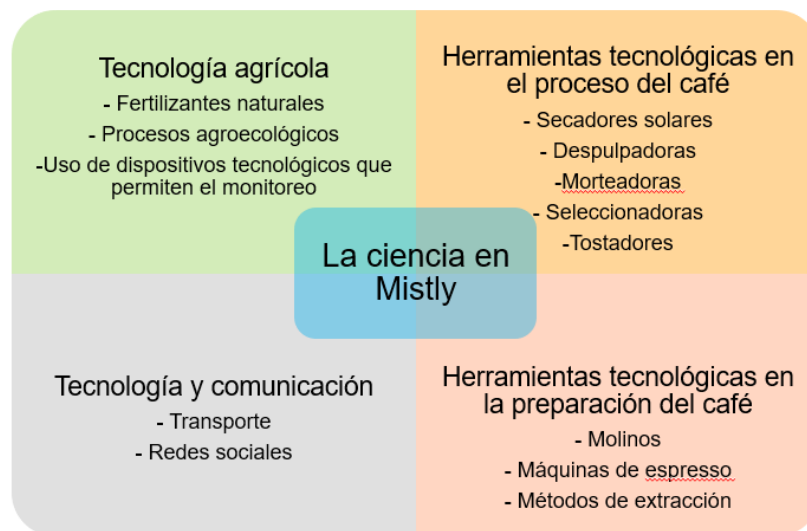 Tecnología agrícola
- Fertilizantes naturales
- Procesos agroecológicos
-Uso de dispositivos tecnológicos que
permiten el monitoreo
Herramientas tecnológicas en
el proceso del café
- Secadores solares
- Despulpadoras
-Morteadoras
- Seleccionadoras
-Tostadores
La ciencia en
Mistly
Tecnología y comunicación
- Transporte
- Redes sociales
Herramientas tecnológicas en
la preparación del café
- Molinos
- Máquinas de espresso
- Métodos de extracción